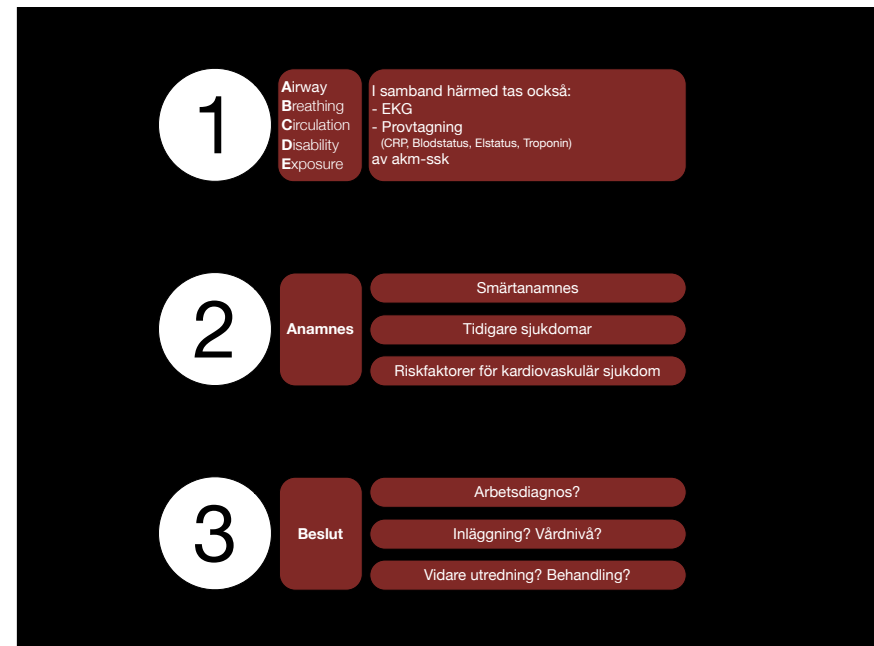 1
Airway
Breathing
Circulation
Disability
Exposure
I samband härmed tas också:
- EKG
- Provtagning
(CRP, Blodstatus, Elstatus, Troponin)
av akm-ssk
2
Anamnes
Smärtanamnes
Tidigare sjukdomar
Riskfaktorer för kardiovaskulär sjukdom
3
Beslut
Arbetsdiagnos?
Inläggning? Vårdnivå?
Vidare utredning? Behandling?